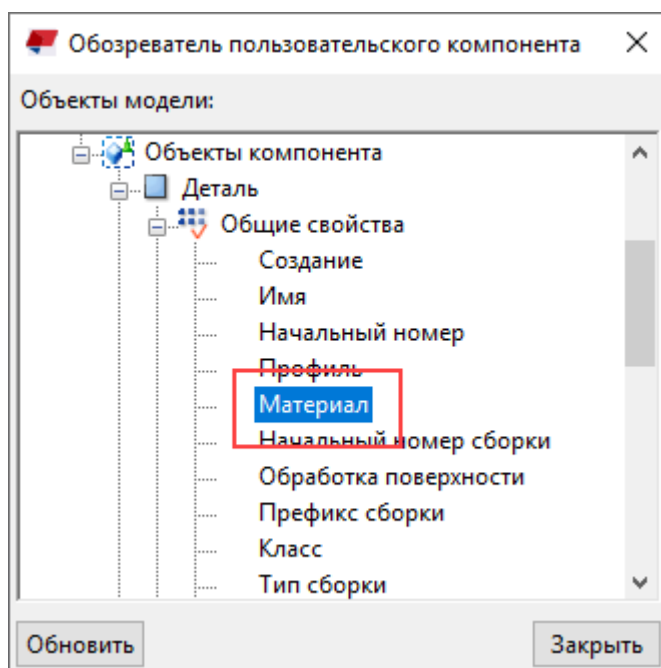 Обозреватель пользовательского компонента
Объекты модели:
Объекты компонента
Деталь
Общие свойства
Создание
Имя
Начальный номер
Профиль
Материал
Начальный номер сборки
Обработка поверхности
Префикс сборки
Класс
Тип сборки
Обновить Закрыть